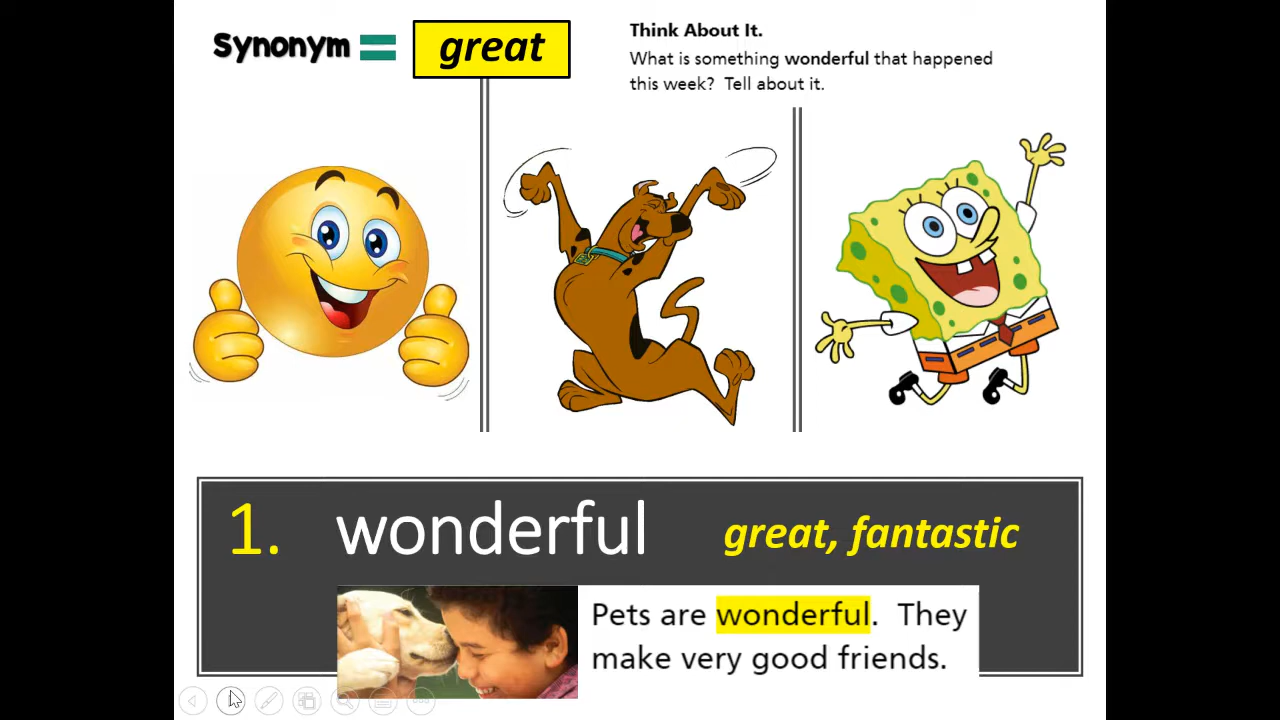 Synonym = great
Think About It.
What is something wonderful that happened
this week? Tell about it.
1. wonderful great, fantastic
Pets are wonderful. They
make very good friends.